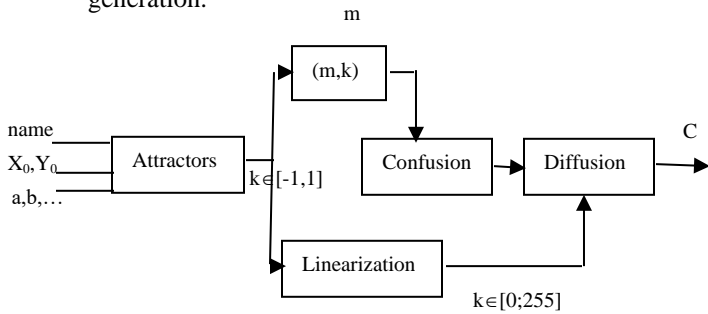 generation.
m
(m,k)
name
X₀,Y₀
a,b,…
Attractors
k∈[-1,1]
Confusion
Diffusion
C
Linearization
k∈[0;255]